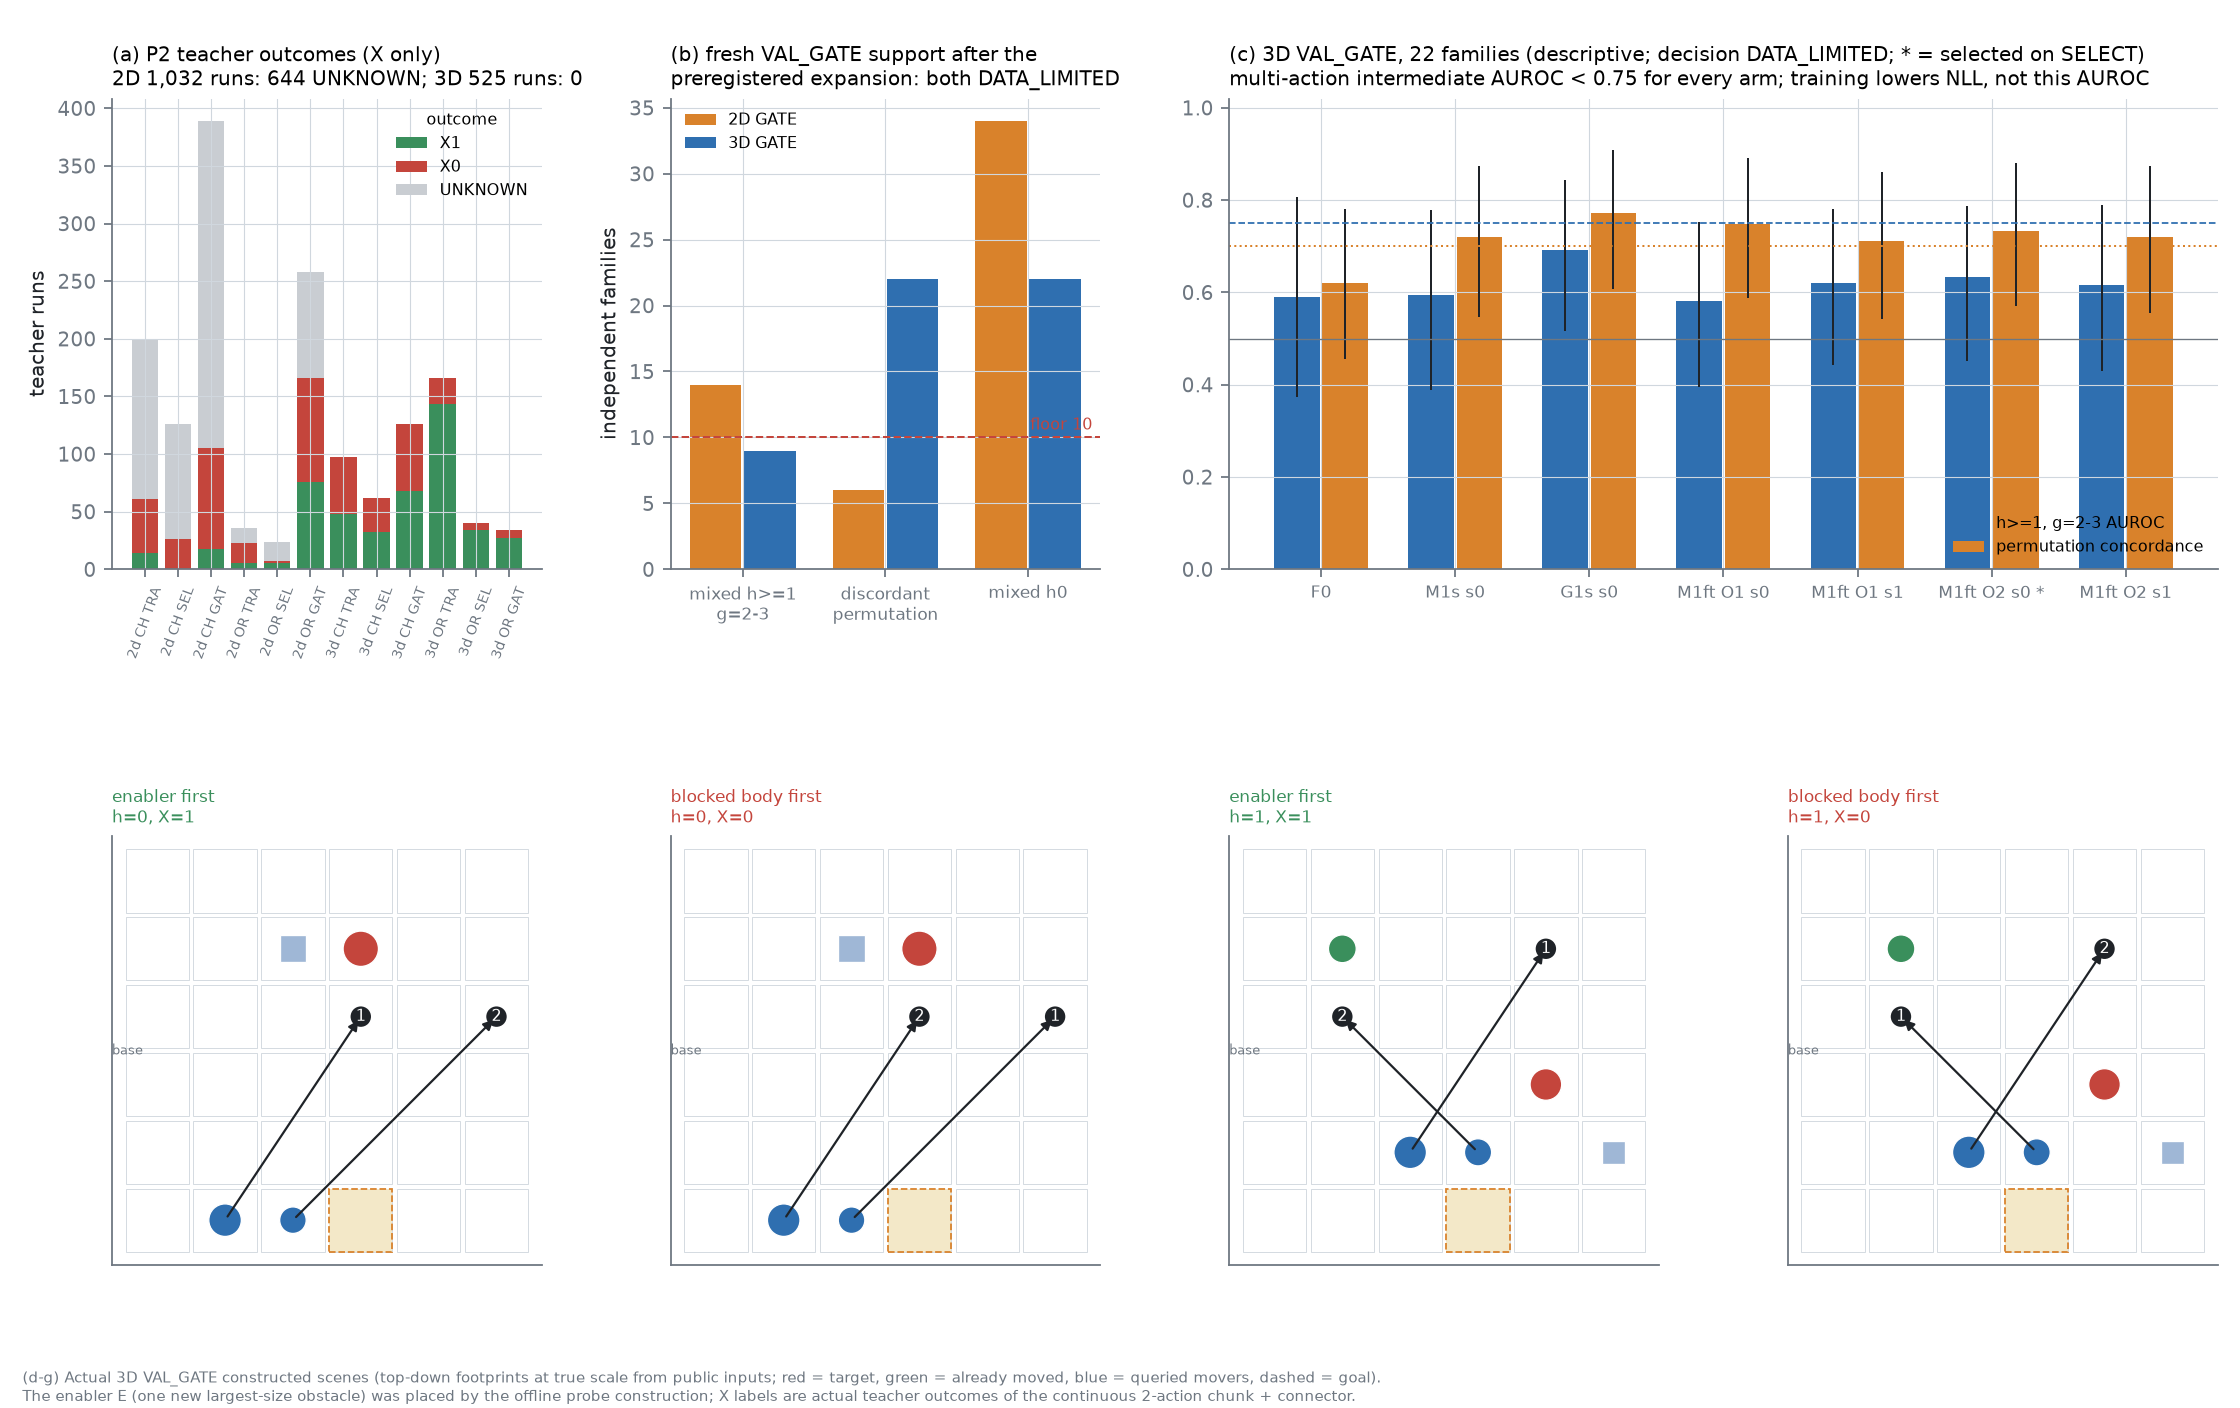 (a) P2 teacher outcomes (X only)
2D 1,032 runs: 644 UNKNOWN; 3D 525 runs: 0
teacher runs
400
350
300
250
200
150
100
50
0
outcome
X1
X0
UNKNOWN
2d CH TRA
2d CH SEL
2d CH GAT
2d OR TRA
2d OR SEL
2d OR GAT
3d CH TRA
3d CH SEL
3d CH GAT
3d OR TRA
3d OR SEL
3d OR GAT
(b) fresh VAL_GATE support after the
preregistered expansion: both DATA_LIMITED
independent families
35
30
25
20
15
10
5
0
2D GATE
3D GATE
floor 10
mixed h>=1
g=2-3
discordant
permutation
mixed h0
(c) 3D VAL_GATE, 22 families (descriptive; decision DATA_LIMITED; * = selected on SELECT)
multi-action intermediate AUROC < 0.75 for every arm; training lowers NLL, not this AUROC
1.0
0.8
0.6
0.4
0.2
0.0
h>=1, g=2-3 AUROC
permutation concordance
F0
M1s s0
G1s s0
M1ft O1 s0
M1ft O1 s1
M1ft O2 s0 *
M1ft O2 s1
enabler first
h=0, X=1
1
2
base
blocked body first
h=0, X=0
2
1
base
enabler first
h=1, X=1
1
2
base
blocked body first
h=1, X=0
2
1
base
(d-g) Actual 3D VAL_GATE constructed scenes (top-down footprints at true scale from public inputs; red = target, green = already moved, blue = queried movers, dashed = goal).
The enabler E (one new largest-size obstacle) was placed by the offline probe construction; X labels are actual teacher outcomes of the continuous 2-action chunk + connector.